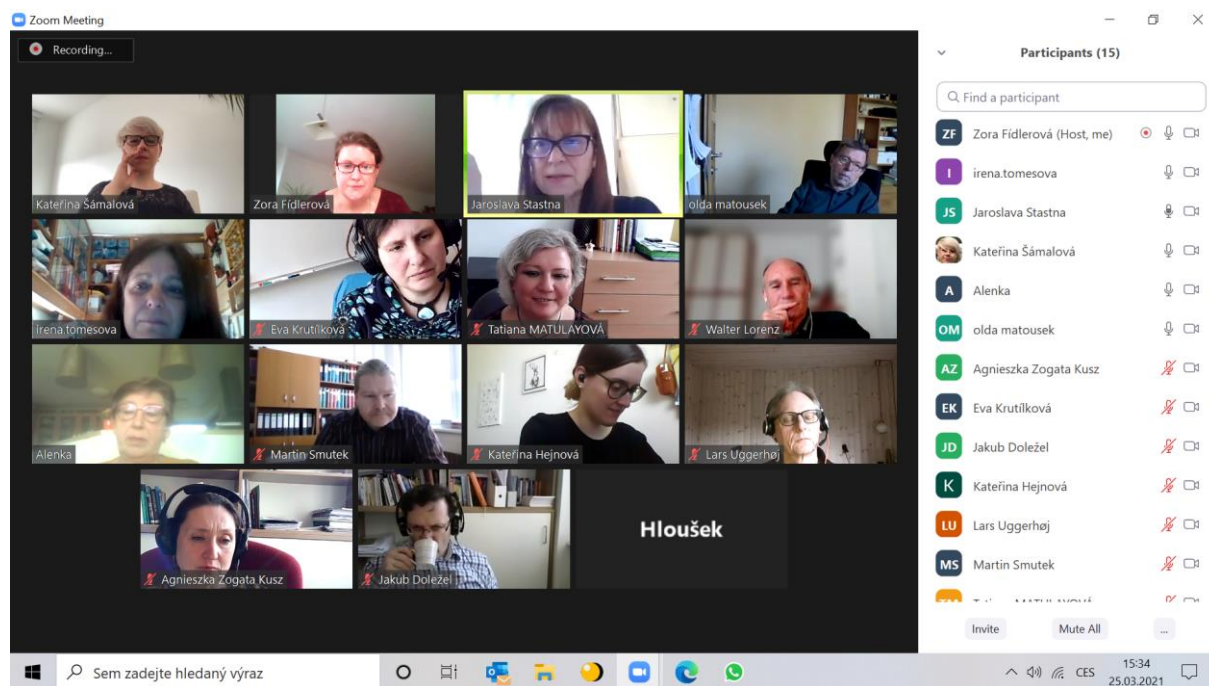 Zoom Meeting
Recording...
Kateřina Šámalová
Zora Fídlerová
Jaroslava Stastna
olda matousek
irena.tomesova
Eva Krutílková
Tatiana MATULAYOVÁ
Walter Lorenz
Alenka
Martin Smutek
Kateřina Hejnová
Lars Uggerhøj
Agnieszka Zogata Kusz
Jakub Doležel
Hloušek
Participants (15)
Find a participant
ZF Zora Fídlerová (Host, me)
I irena.tomesova
JS Jaroslava Stastna
Kateřina Šámalová
A Alenka
OM olda matousek
AZ Agnieszka Zogata Kusz
EK Eva Krutílková
JD Jakub Doležel
K Kateřina Hejnová
LU Lars Uggerhøj
MS Martin Smutek
TM Tatiana MATULAYOVÁ
Invite Mute All ...
Sem zadejte hledaný výraz
CES
15:34
25.03.2021